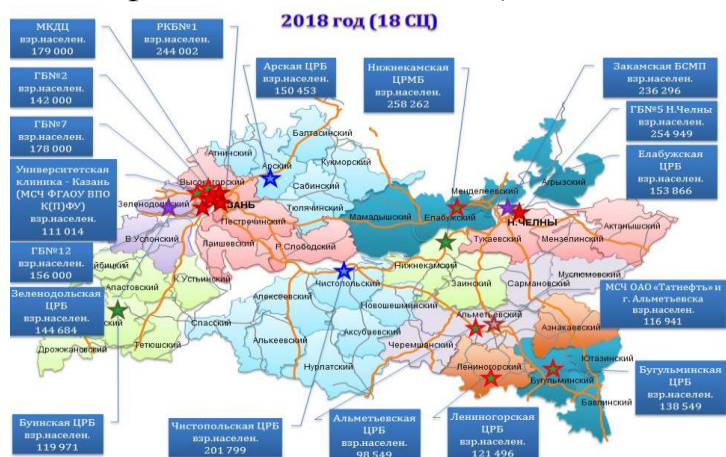 2018 год (18 СЦ)
МКДЦ
взр.населен.
179 000
РКБ№1
взр.населен.
244 002
Арская ЦРБ
взр.населен.
150 453
Нижнекамская
ЦРМБ
взр.населен.
258 262
Закамская БСМП
взр.населен.
236 296
ГБ№2
взр.населен.
142 000
ГБ№5 Н.Челны
взр.населен.
254 949
ГБ№7
взр.населен.
178 000
Елабужская
ЦРБ
взр.населен.
153 866
Университетская
клиника - Казань
(МСЧ ФГАОУ ВПО
К(П)ФУ)
взр.населен.
111 014
ГБ№12
взр.населен.
156 000
Зеленодольская
ЦРБ
взр.населен.
144 684
МСЧ ОАО «Татнефть» и
г. Альметьевска
взр.населен.
116 941
Буинская ЦРБ
взр.населен.
119 971
Чистопольская ЦРБ
взр.населен.
201 799
Альметьевская
ЦРБ
взр.населен.
98 549
Лениногорская
ЦРБ
взр.населен.
121 496
Бугульминская
ЦРБ
взр.населен.
138 549
Балтасинский
Атнинский
Арский
Кукморский
Высокогорский
Сабинский
Зеленодольский
ЗАНЬ
Тюлячинский
Пестречинский
Мамадышский
Менделеевский
Елабужский
Агрызский
Н.ЧЕЛНЫ
Тукаевский
Мензелинский
Актанышский
В.Услонский
Лаишевский
Р.Слободский
Нижнекамский
Заинский
Сармановский
Муслюмовский
Апастовский
К.Устьинский
Чистопольский
Алексеевский
Новошешминский
Альметьевский
Азнакаевский
Дрожжановский
Тетюшский
Спасский
Алькеевский
Аксубаевский
Нурлатский
Черемшанский
Лениногорский
Бугульминский
Ютазинский
Бавлинский